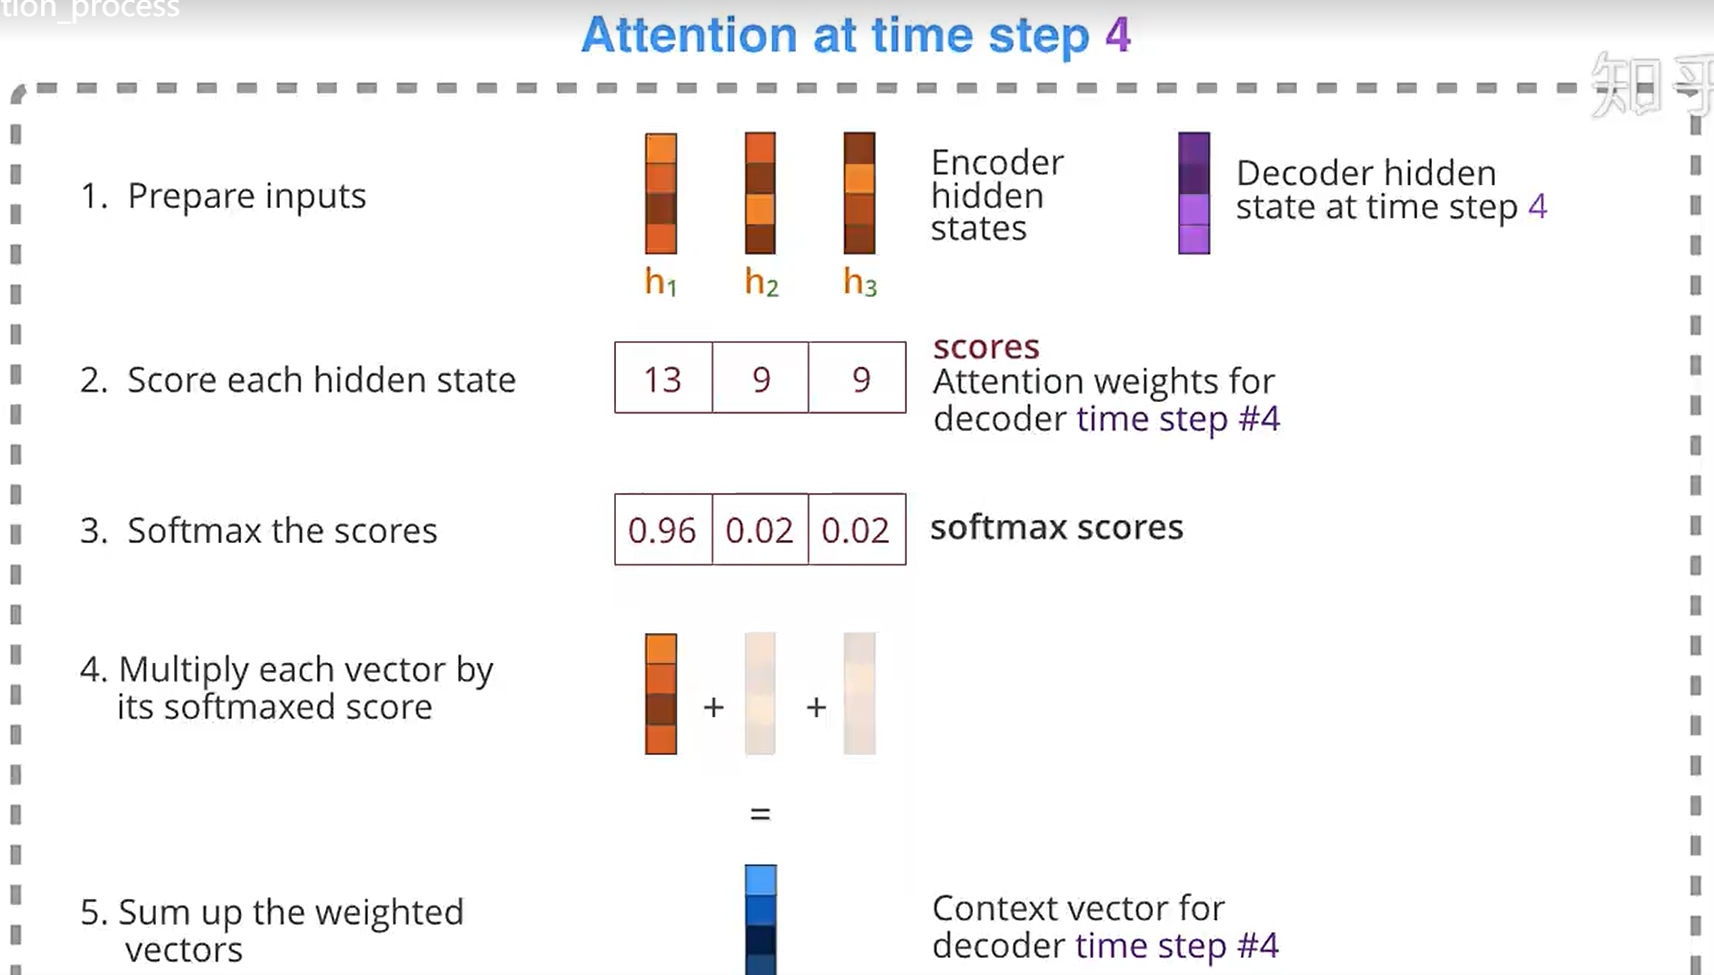 tion_process
Attention at time step 4
知乎
1. Prepare inputs
h1 h2 h3
Encoder
hidden
states
Decoder hidden
state at time step 4
2. Score each hidden state
13 9 9
scores
Attention weights for
decoder time step #4
3. Softmax the scores
0.96 0.02 0.02
softmax scores
4. Multiply each vector by
its softmaxed score
+ +
=
5. Sum up the weighted
vectors
Context vector for
decoder time step #4